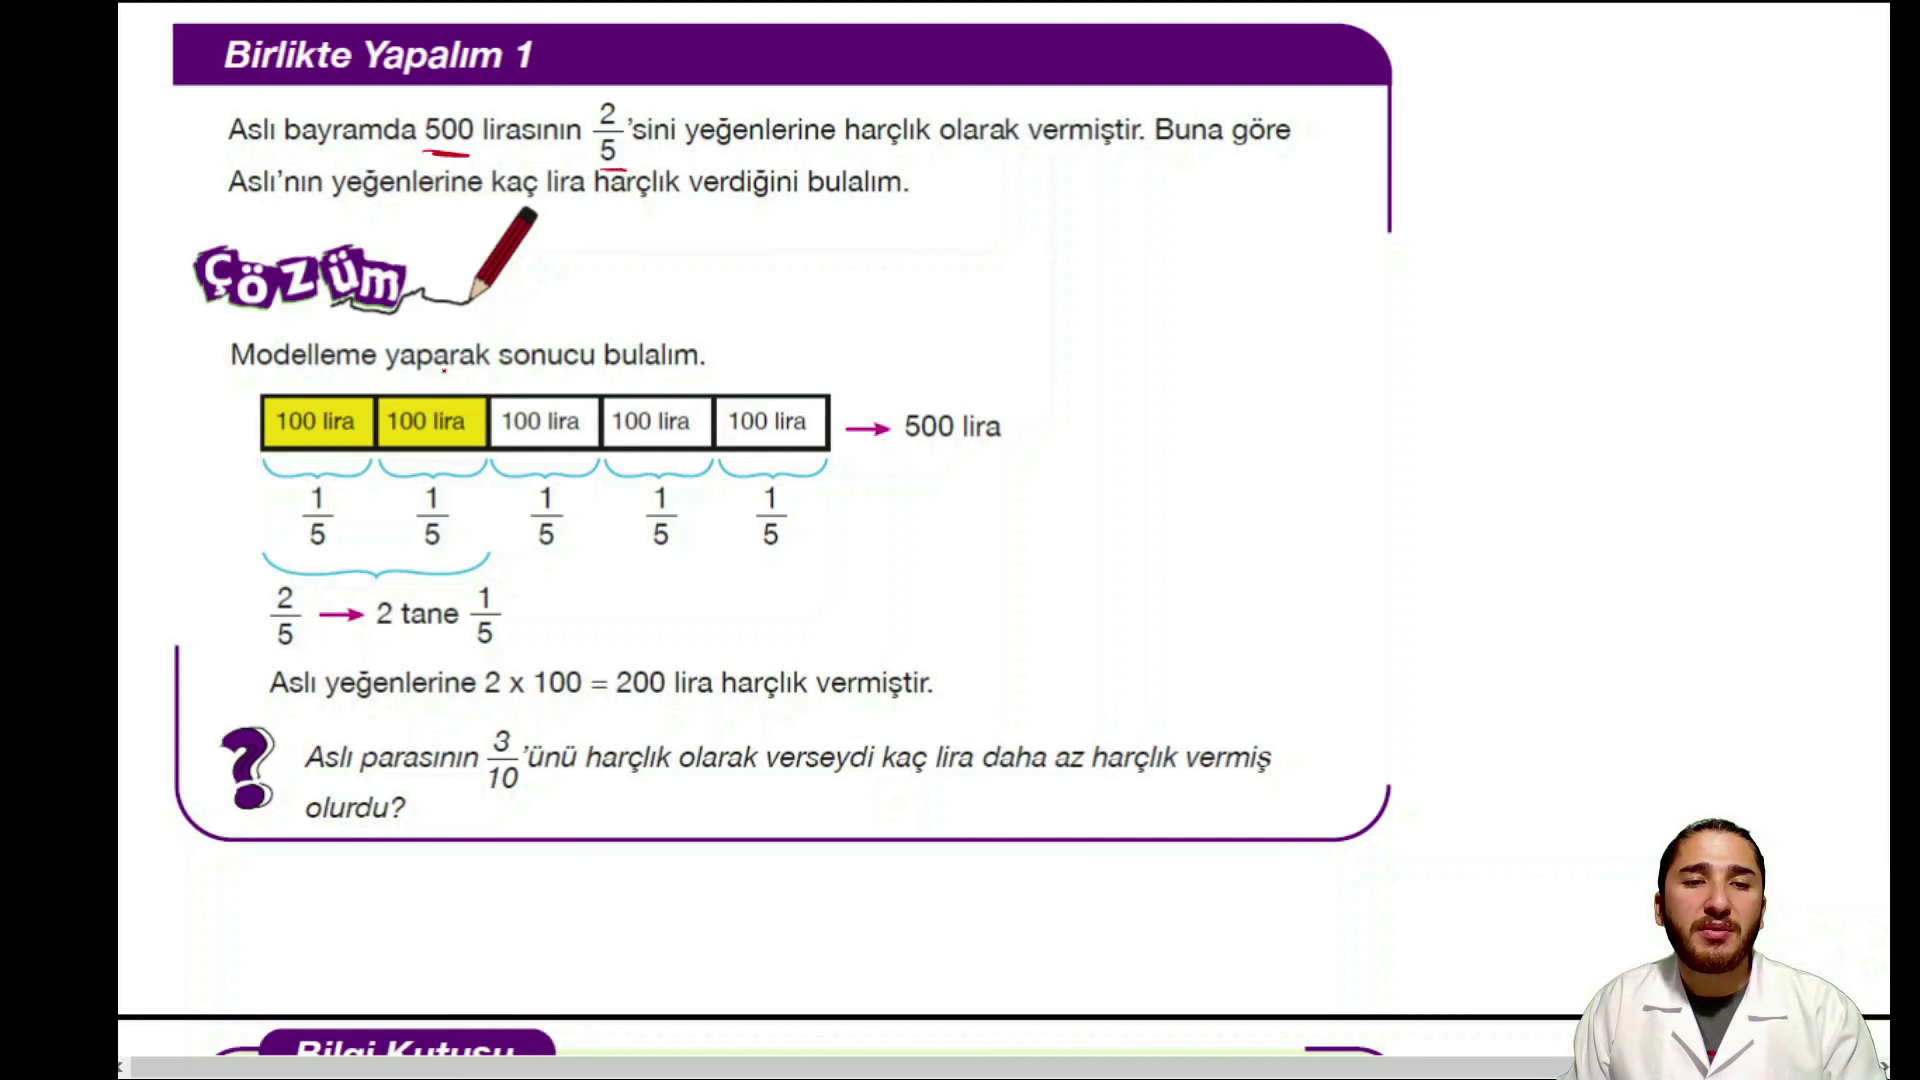 Birlikte Yapalım 1
Aslı bayramda 500 lirasının 2/5 'sini yeğenlerine harçlık olarak vermiştir. Buna göre
Aslı'nın yeğenlerine kaç lira harçlık verdiğini bulalım.
Çözüm
Modelleme yaparak sonucu bulalım.
100 lira 100 lira 100 lira 100 lira 100 lira → 500 lira
1/5 1/5 1/5 1/5 1/5
2/5 → 2 tane 1/5
Aslı yeğenlerine 2 x 100 = 200 lira harçlık vermiştir.
? Aslı parasının 3/10 'ünü harçlık olarak verseydi kaç lira daha az harçlık vermiş
olurdu?
Bilgi Kutusu